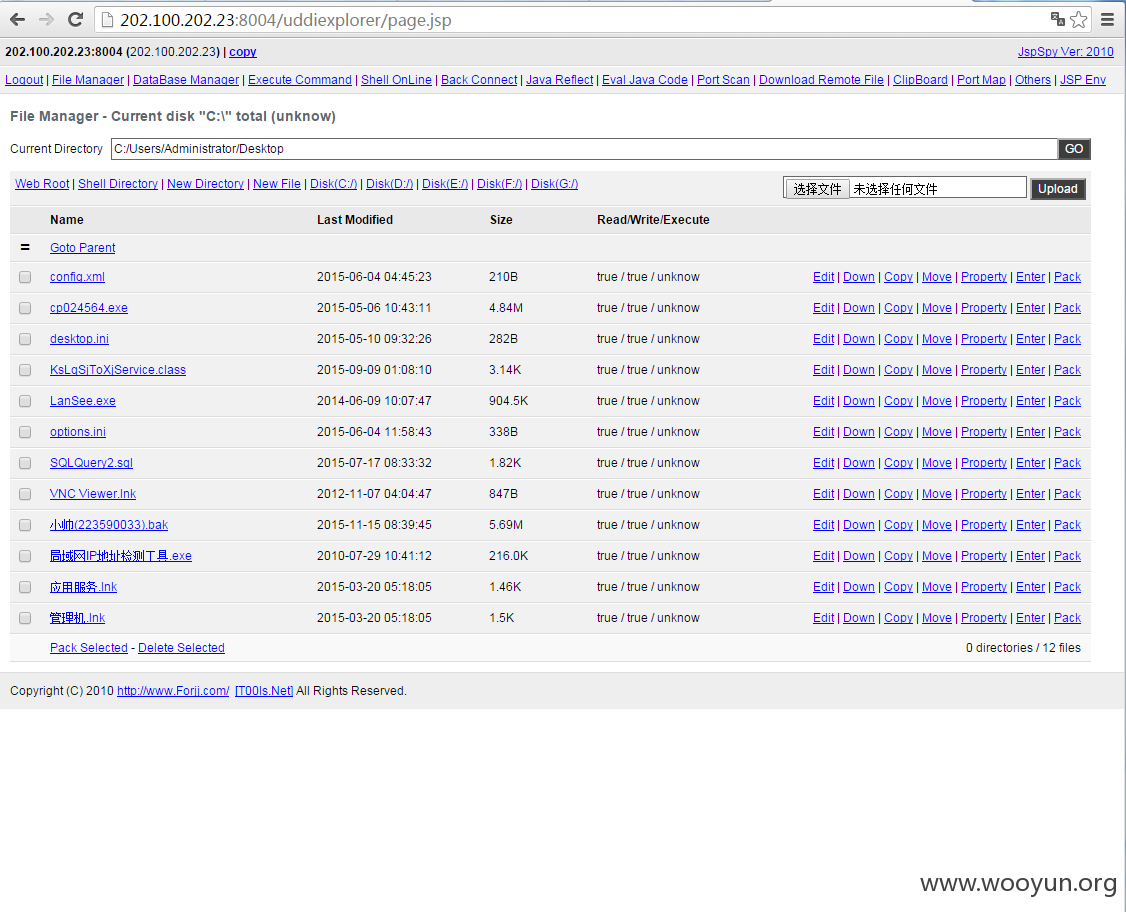 202.100.202.23:8004/uddiexplorer/page.jsp
202.100.202.23:8004 (202.100.202.23) | copy JspSpy Ver: 2010
Logout | File Manager | DataBase Manager | Execute Command | Shell OnLine | Back Connect | Java Reflect | Eval Java Code | Port Scan | Download Remote File | ClipBoard | Port Map | Others | JSP Env
File Manager - Current disk "C:\" total (unknow)
Current Directory C:/Users/Administrator/Desktop GO
Web Root | Shell Directory | New Directory | New File | Disk(C:/) | Disk(D:/) | Disk(E:/) | Disk(F:/) | Disk(G:/) 选择文件 未选择任何文件 Upload
Name Last Modified Size Read/Write/Execute
= Goto Parent
config.xml 2015-06-04 04:45:23 210B true / true / unknow Edit | Down | Copy | Move | Property | Enter | Pack
cp024564.exe 2015-05-06 10:43:11 4.84M true / true / unknow Edit | Down | Copy | Move | Property | Enter | Pack
desktop.ini 2015-05-10 09:32:26 282B true / true / unknow Edit | Down | Copy | Move | Property | Enter | Pack
KsLqSjToXjService.class 2015-09-09 01:08:10 3.14K true / true / unknow Edit | Down | Copy | Move | Property | Enter | Pack
LanSee.exe 2014-06-09 10:07:47 904.5K true / true / unknow Edit | Down | Copy | Move | Property | Enter | Pack
options.ini 2015-06-04 11:58:43 338B true / true / unknow Edit | Down | Copy | Move | Property | Enter | Pack
SQLQuery2.sql 2015-07-17 08:33:32 1.82K true / true / unknow Edit | Down | Copy | Move | Property | Enter | Pack
VNC Viewer.lnk 2012-11-07 04:04:47 847B true / true / unknow Edit | Down | Copy | Move | Property | Enter | Pack
小帅(223590033).bak 2015-11-15 08:39:45 5.69M true / true / unknow Edit | Down | Copy | Move | Property | Enter | Pack
局域网IP地址检测工具.exe 2010-07-29 10:41:12 216.0K true / true / unknow Edit | Down | Copy | Move | Property | Enter | Pack
应用服务.lnk 2015-03-20 05:18:05 1.46K true / true / unknow Edit | Down | Copy | Move | Property | Enter | Pack
管理机.lnk 2015-03-20 05:18:05 1.5K true / true / unknow Edit | Down | Copy | Move | Property | Enter | Pack
Pack Selected - Delete Selected 0 directories / 12 files
Copyright (C) 2010 http://www.Forjj.com/ [T00ls.Net] All Rights Reserved.
www.wooyun.org